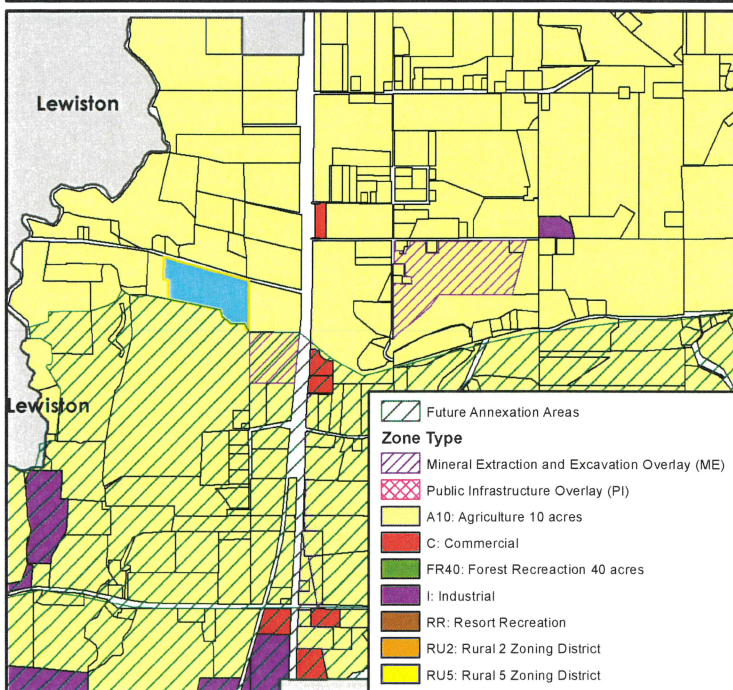 Lewiston
Lewiston
Future Annexation Areas
Zone Type
Mineral Extraction and Excavation Overlay (ME)
Public Infrastructure Overlay (PI)
A10: Agriculture 10 acres
C: Commercial
FR40: Forest Recreaction 40 acres
I: Industrial
RR: Resort Recreation
RU2: Rural 2 Zoning District
RU5: Rural 5 Zoning District